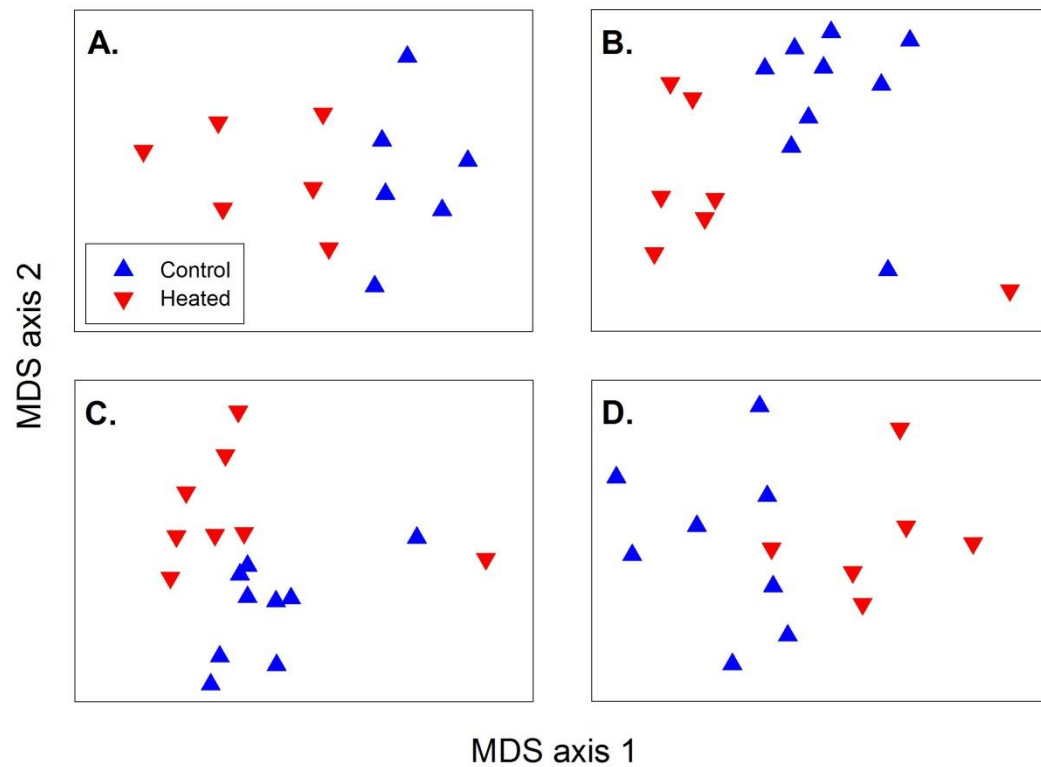 A.
B.
Control
Heated
MDS axis 2
C.
D.
MDS axis 1